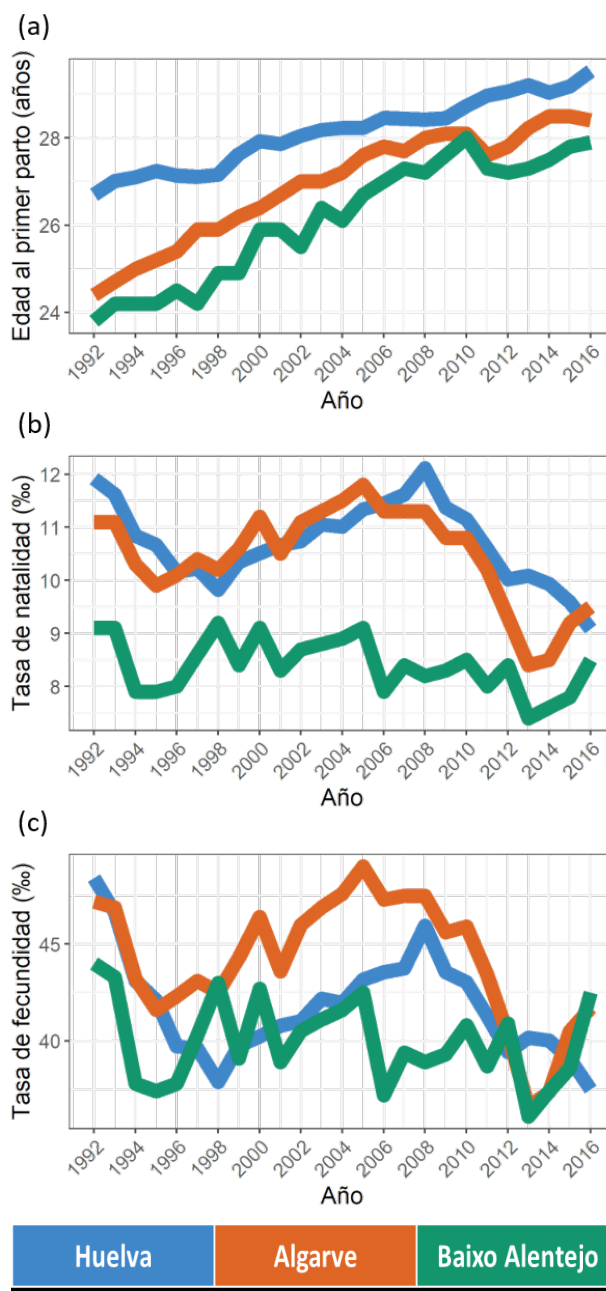 (a)
Edad al primer parto (años)
28
26
24
1992 1994 1996 1998 2000 2002 2004 2006 2008 2010 2012 2014 2016
Año
(b)
Tasa de natalidad (‰)
12
11
10
9
8
1992 1994 1996 1998 2000 2002 2004 2006 2008 2010 2012 2014 2016
Año
(c)
Tasa de fecundidad (‰)
45
40
1992 1994 1996 1998 2000 2002 2004 2006 2008 2010 2012 2014 2016
Año
Huelva Algarve Baixo Alentejo